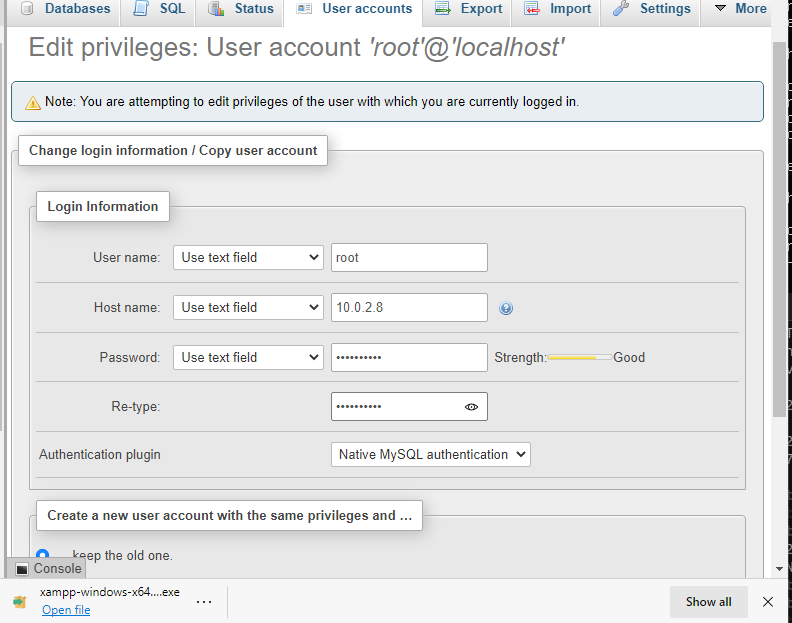 Databases SQL Status User accounts Export Import Settings More
Edit privileges: User account 'root'@'localhost'
Note: You are attempting to edit privileges of the user with which you are currently logged in.
Change login information / Copy user account
Login Information
User name: Use text field root
Host name: Use text field 10.0.2.8
Password: Use text field •••••••••• Strength: Good
Re-type: ••••••••••
Authentication plugin Native MySQL authentication
Create a new user account with the same privileges and ...
keep the old one.
Console
xampp-windows-x64....exe
Open file
Show all